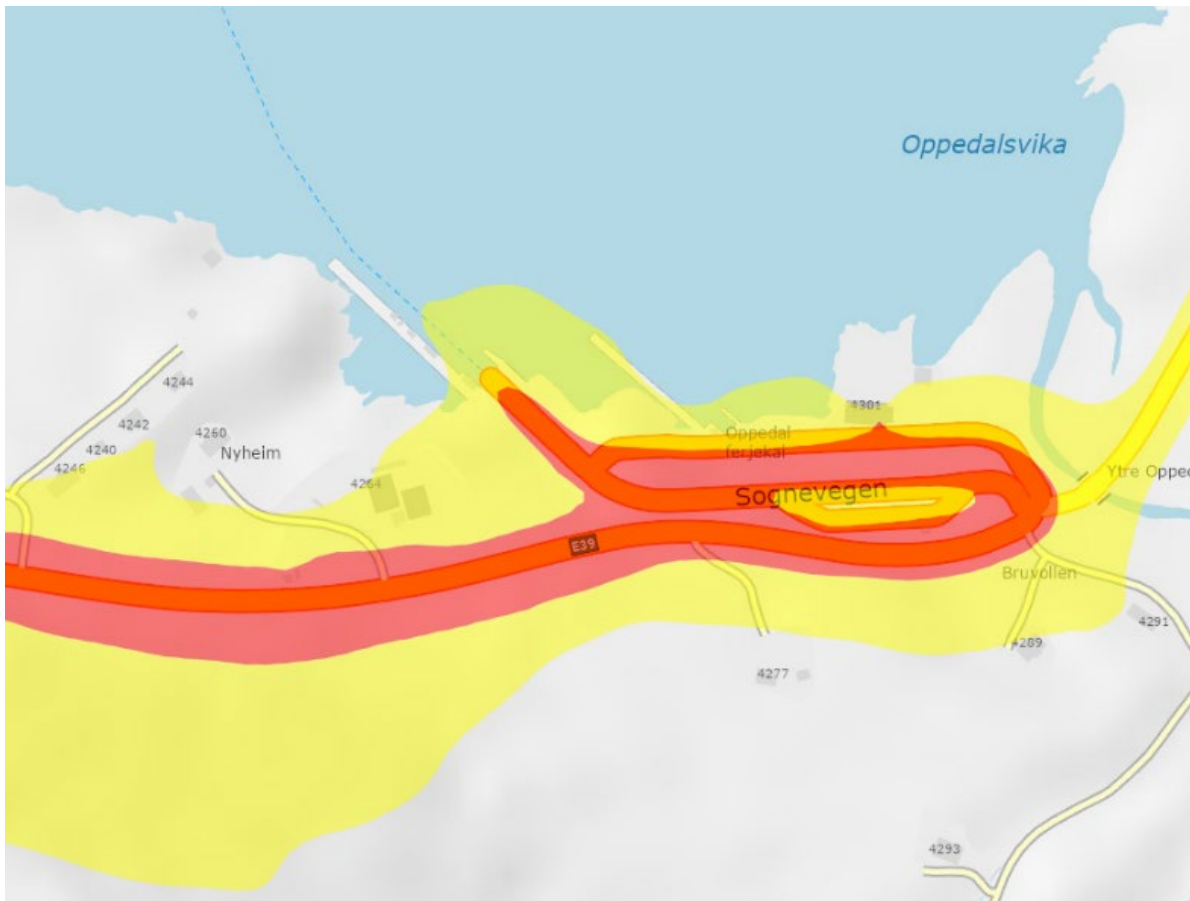 Oppedalsvika
4244
4242
4260
4301
4240
Nyheim
Oppedal
ferjekai
4246
4264
Ytre Opped
Sognevegen
E39
Bruvollen
4291
4289
4277
4293